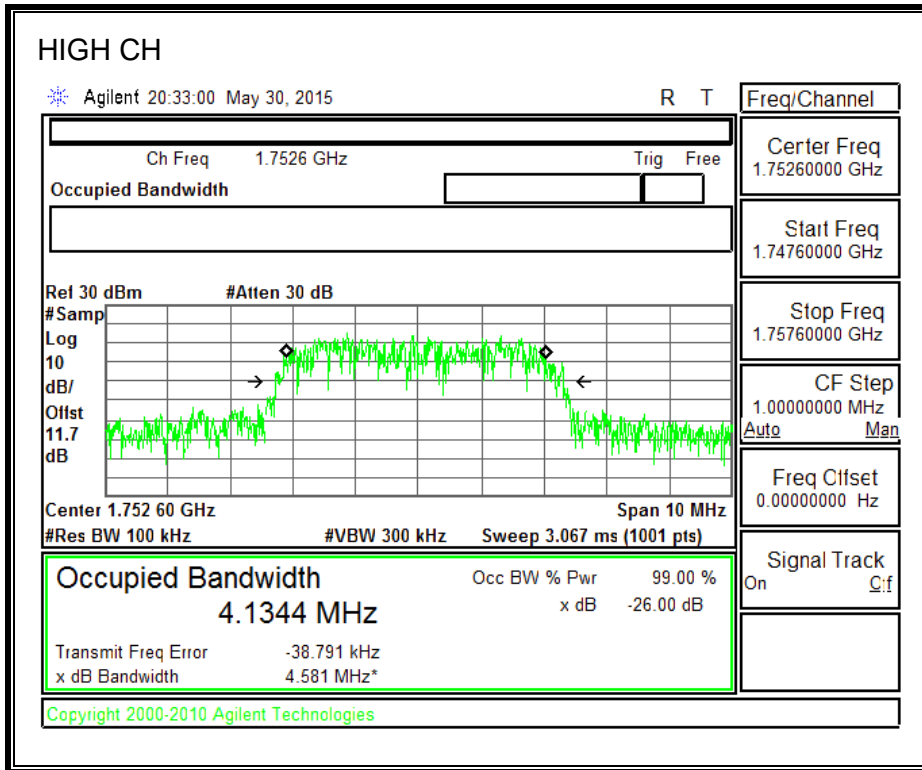 HIGH CH
Agilent 20:33:00 May 30, 2015 R T
Freq/Channel
Ch Freq 1.7526 GHz Trig Free
Occupied Bandwidth
Center Freq
1.75260000 GHz
Start Freq
1.74760000 GHz
Stop Freq
1.75760000 GHz
CF Step
1.00000000 MHz
Auto Man
Freq Offset
0.00000000 Hz
Signal Track
On Off
Ref 30 dBm #Atten 30 dB
#Samp
Log
10
dB/
Offst
11.7
dB
Center 1.752 60 GHz Span 10 MHz
#Res BW 100 kHz #VBW 300 kHz Sweep 3.067 ms (1001 pts)
Occupied Bandwidth
4.1344 MHz
Occ BW % Pwr 99.00 %
x dB -26.00 dB
Transmit Freq Error -38.791 kHz
x dB Bandwidth 4.581 MHz*
Copyright 2000-2010 Agilent Technologies